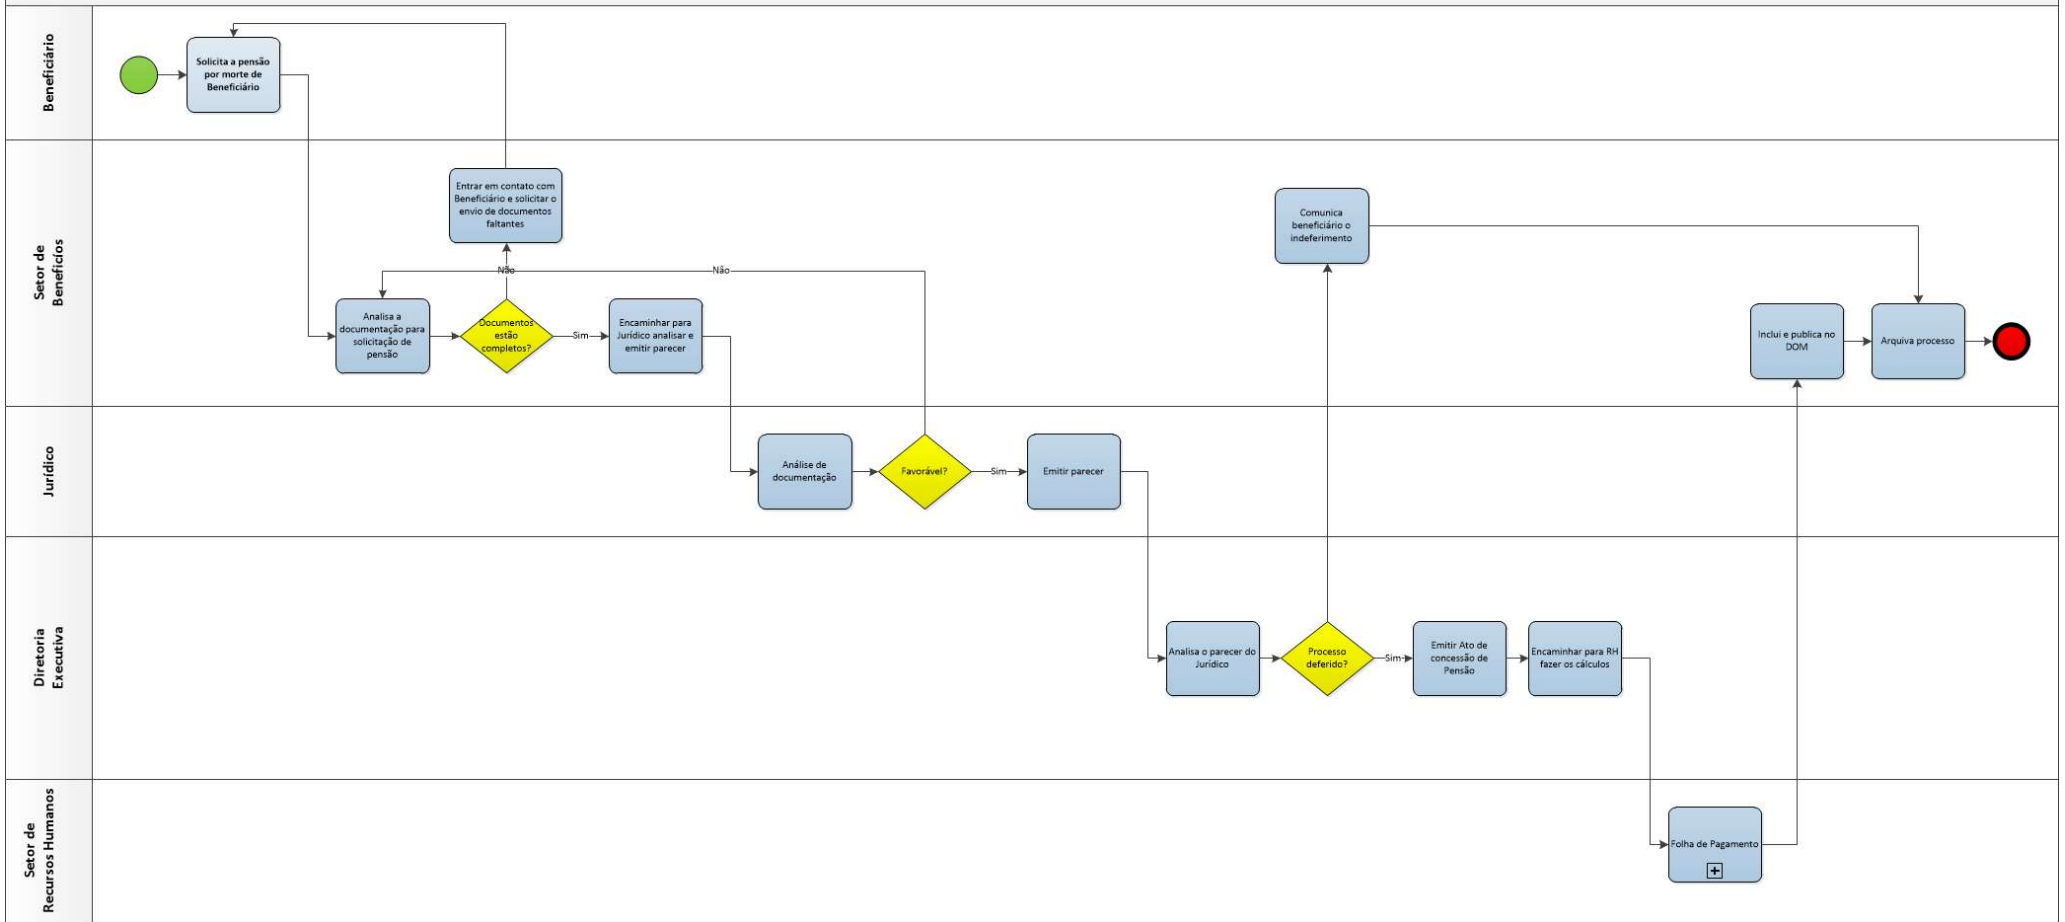 Beneficiário
Solicita a pensão
por morte de
Beneficiário
Setor de
Benefícios
Entrar em contato com
Beneficiário e solicitar o
envio de documentos
faltantes
Comunica
beneficiário o
indeferimento
Não
Não
Analisa a
documentação para
solicitação de
pensão
Documentos
estão
completos?
Sim
Encaminhar para
Jurídico analisar e
emitir parecer
Inclui e publica no
DOM
Arquiva processo
Jurídico
Análise de
documentação
Favorável?
Sim
Emitir parecer
Diretoria
Executiva
Analisa o parecer do
Jurídico
Processo
deferido?
Sim
Emitir Ato de
concessão de
Pensão
Encaminhar para RH
fazer os cálculos
Setor de
Recursos Humanos
Folha de Pagamento